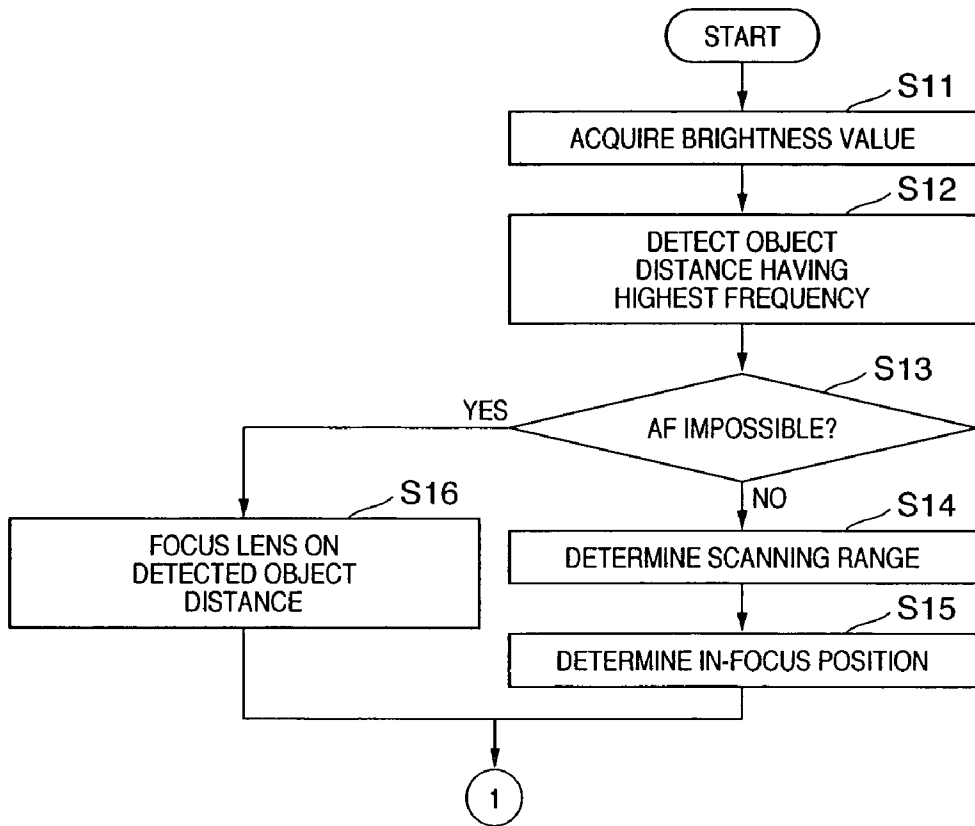 START
S11
ACQUIRE BRIGHTNESS VALUE
S12
DETECT OBJECT
DISTANCE HAVING
HIGHEST FREQUENCY
S13
YES
AF IMPOSSIBLE?
NO
S16
FOCUS LENS ON
DETECTED OBJECT
DISTANCE
S14
DETERMINE SCANNING RANGE
S15
DETERMINE IN-FOCUS POSITION
1